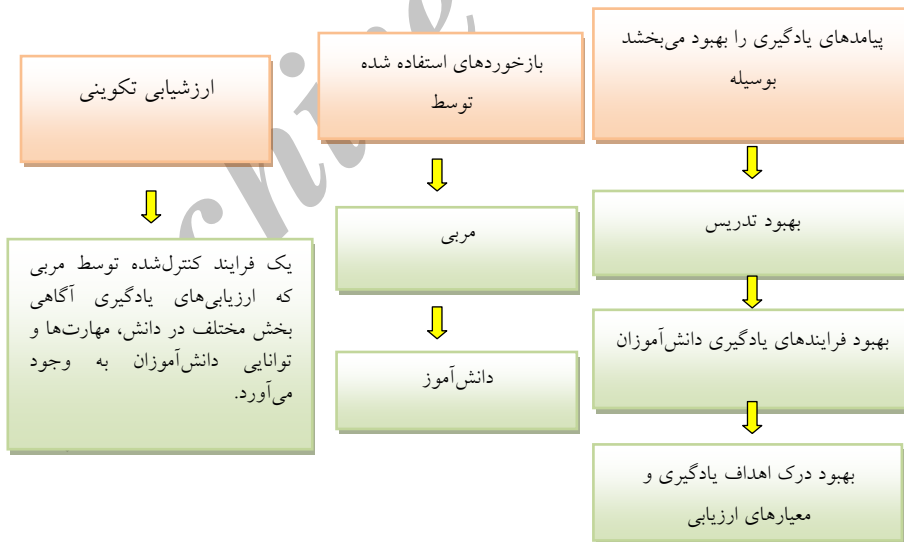 پیامدهای یادگیری را بهبود می‌بخشد
بوسیله
بهبود تدریس
بهبود فرایندهای یادگیری دانش‌آموزان
بهبود درک اهداف یادگیری و
معیارهای ارزیابی
بازخوردهای استفاده شده
توسط
مربی
دانش‌آموز
ارزشیابی تکوینی
یک فرایند کنترل‌شده توسط مربی
که ارزیابی‌های یادگیری آگاهی
بخش مختلف در دانش، مهارت‌ها و
توانایی دانش‌آموزان به وجود
می‌آورد.